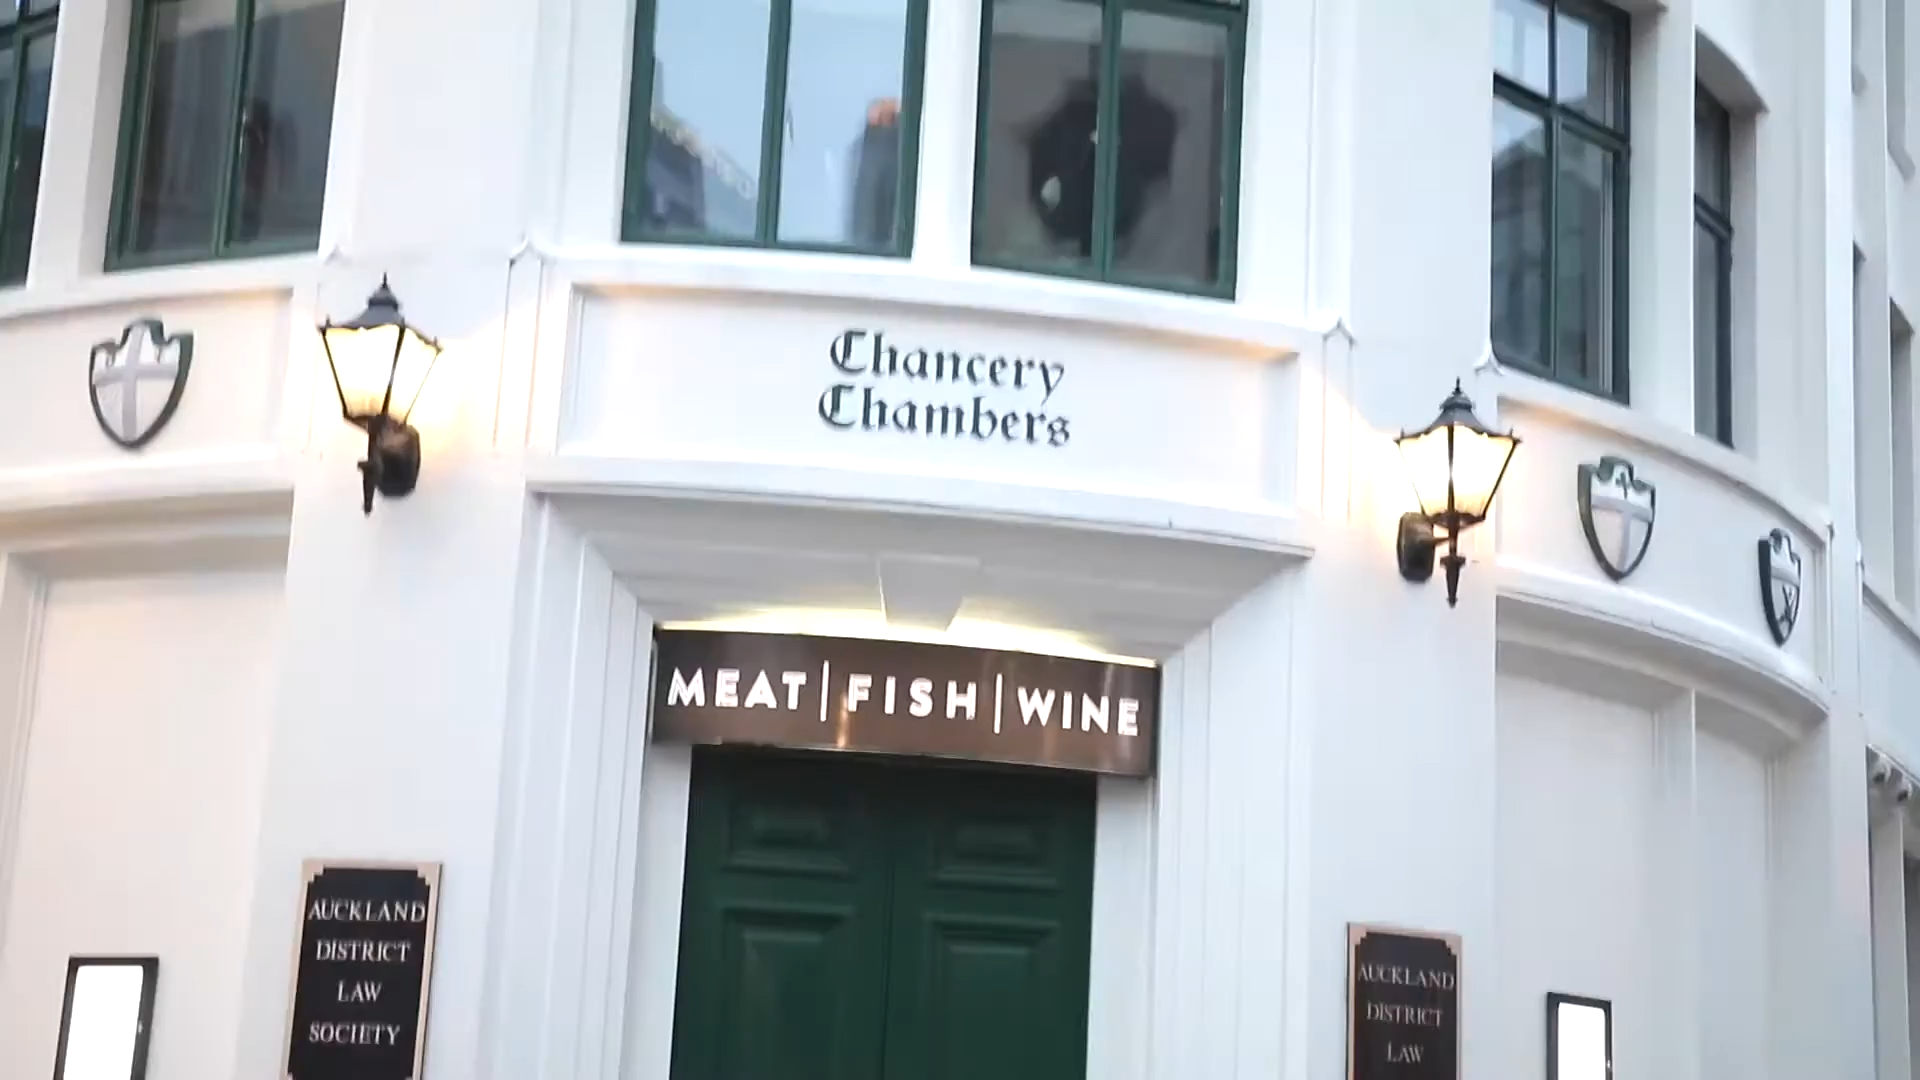 Chancery
Chambers
MEAT|FISH|WINE
AUCKLAND
DISTRICT
LAW
SOCIETY
AUCKLAND
DISTRICT
LAW